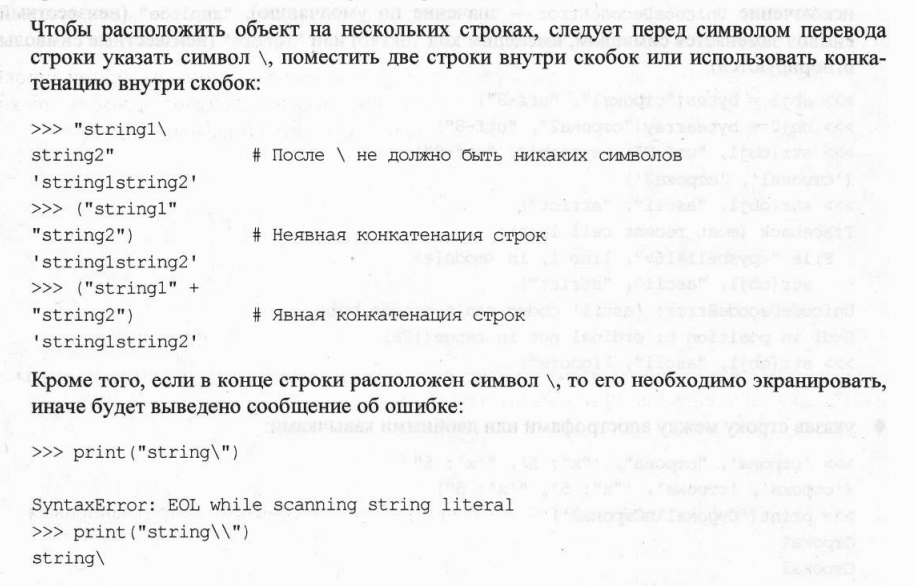 Чтобы расположить объект на нескольких строках, следует перед символом перевода
строки указать символ \, поместить две строки внутри скобок или использовать конка-
тенацию внутри скобок:
>>> "string1\
string2" # После \ не должно быть никаких символов
'string1string2'
>>> ("string1"
"string2") # Неявная конкатенация строк
'string1string2'
>>> ("string1" +
"string2") # Явная конкатенация строк
'string1string2'
Кроме того, если в конце строки расположен символ \, то его необходимо экранировать,
иначе будет выведено сообщение об ошибке:
>>> print("string\")
SyntaxError: EOL while scanning string literal
>>> print("string\\")
string\